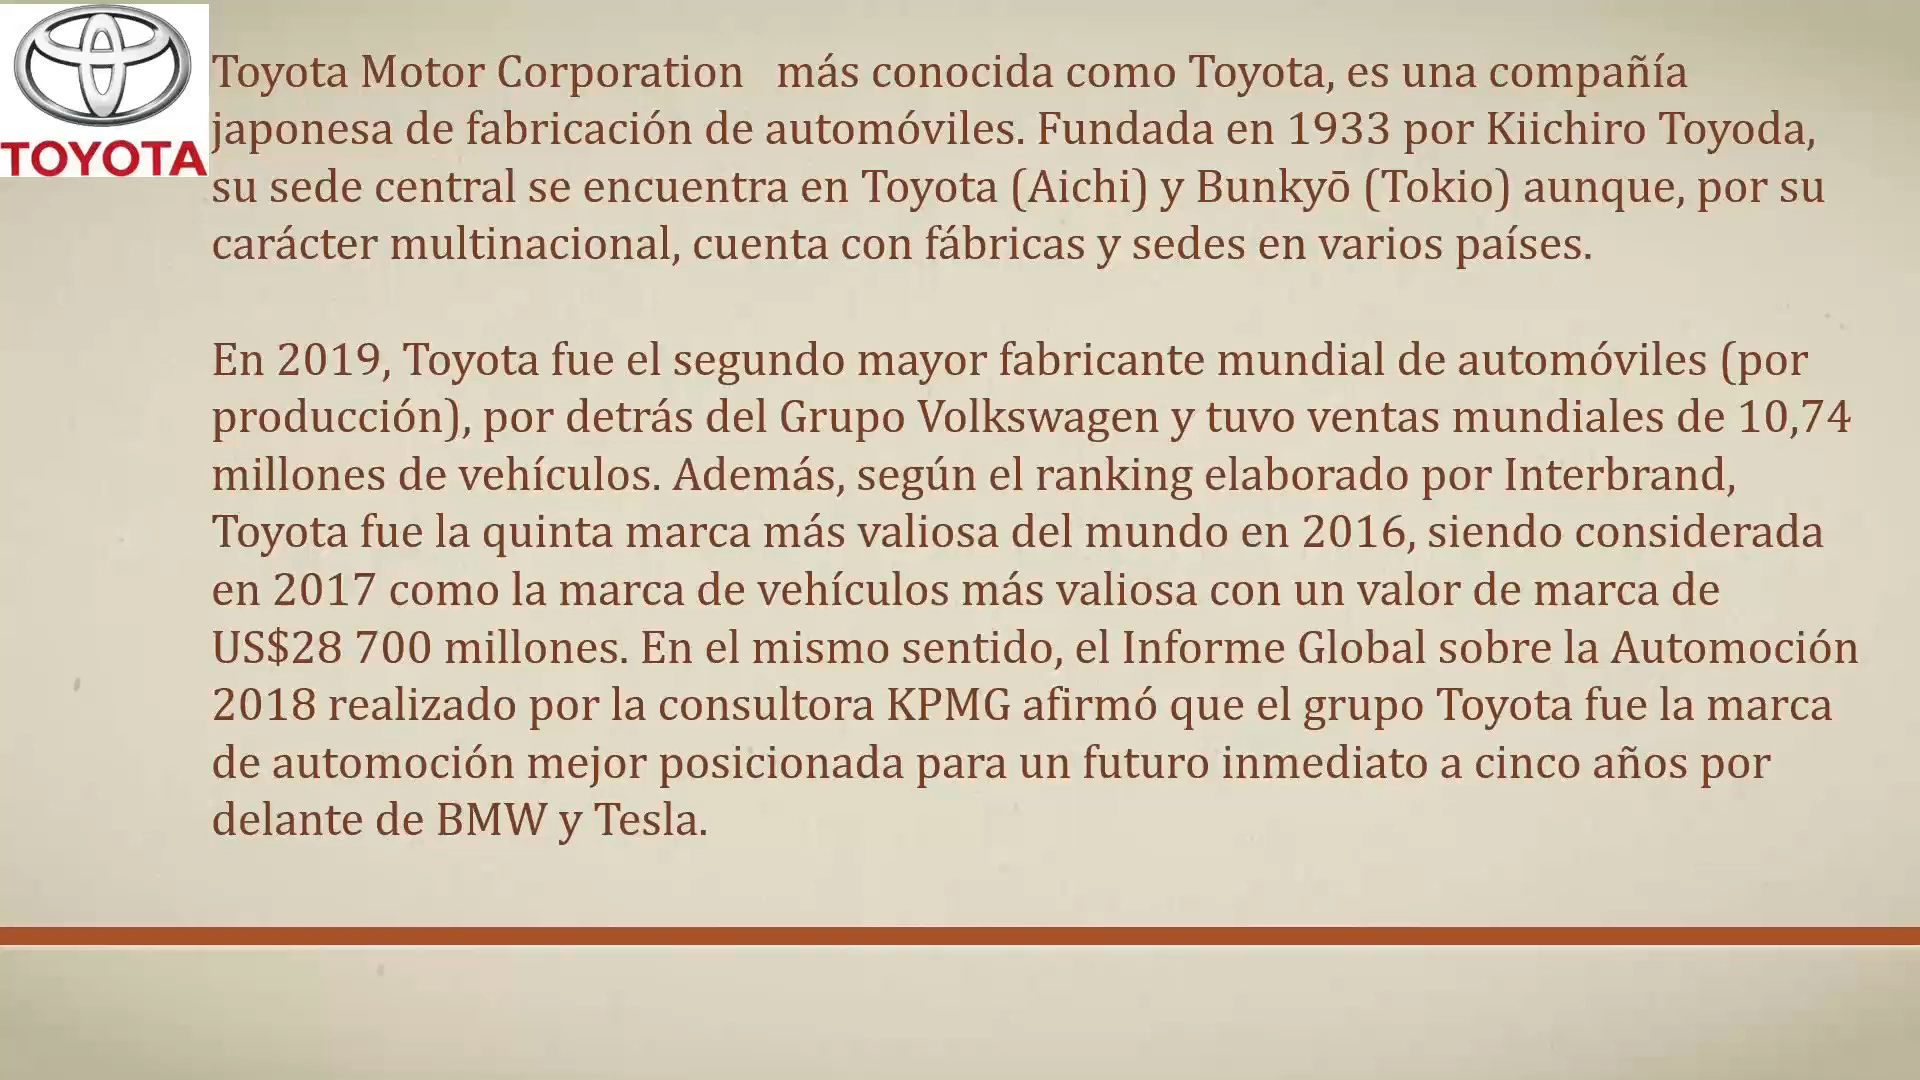 TOYOTA
Toyota Motor Corporation más conocida como Toyota, es una compañía
japonesa de fabricación de automóviles. Fundada en 1933 por Kiichiro Toyoda,
su sede central se encuentra en Toyota (Aichi) y Bunkyō (Tokio) aunque, por su
carácter multinacional, cuenta con fábricas y sedes en varios países.
En 2019, Toyota fue el segundo mayor fabricante mundial de automóviles (por
producción), por detrás del Grupo Volkswagen y tuvo ventas mundiales de 10,74
millones de vehículos. Además, según el ranking elaborado por Interbrand,
Toyota fue la quinta marca más valiosa del mundo en 2016, siendo considerada
en 2017 como la marca de vehículos más valiosa con un valor de marca de
US$28 700 millones. En el mismo sentido, el Informe Global sobre la Automoción
2018 realizado por la consultora KPMG afirmó que el grupo Toyota fue la marca
de automoción mejor posicionada para un futuro inmediato a cinco años por
delante de BMW y Tesla.